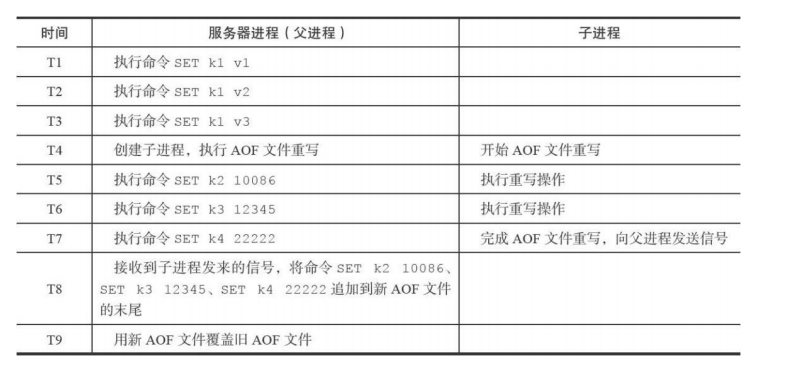 时间 服务器进程（父进程） 子进程
T1 执行命令 SET k1 v1
T2 执行命令 SET k1 v2
T3 执行命令 SET k1 v3
T4 创建子进程，执行 AOF 文件重写 开始 AOF 文件重写
T5 执行命令 SET k2 10086 执行重写操作
T6 执行命令 SET k3 12345 执行重写操作
T7 执行命令 SET k4 22222 完成 AOF 文件重写，向父进程发送信号
接收到子进程发来的信号，将命令 SET k2 10086、
T8 SET k3 12345、SET k4 22222 追加到新 AOF 文件
的末尾
T9 用新 AOF 文件覆盖旧 AOF 文件